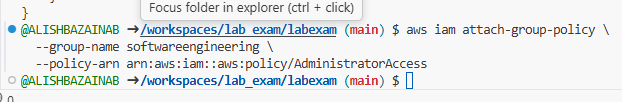 Focus folder in explorer (ctrl + click)
}
@ALISHBAZAINAB →/workspaces/lab_exam/labexam (main) $ aws iam attach-group-policy \
--group-name softwareengineering \
--policy-arn arn:aws:iam::aws:policy/AdministratorAccess
@ALISHBAZAINAB →/workspaces/lab_exam/labexam (main) $